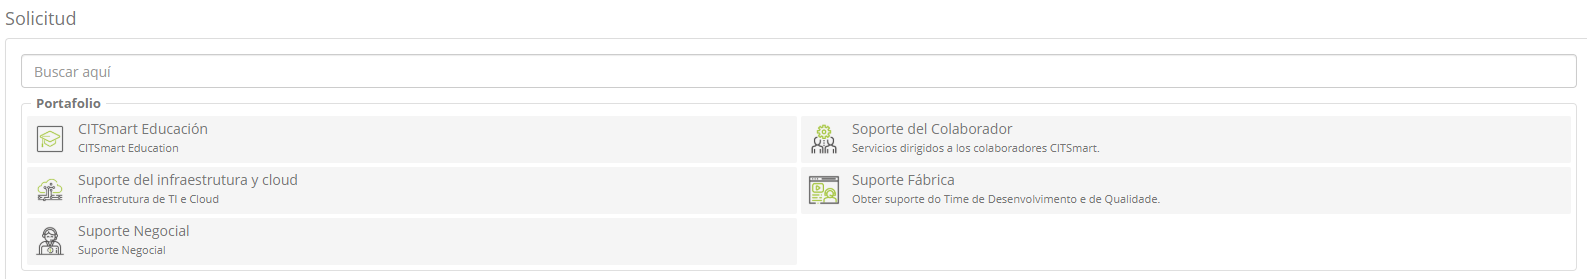 Solicitud
Buscar aquí
Portafolio
CITSmart Educación
CITSmart Education
Soporte del Colaborador
Servicios dirigidos a los colaboradores CITSmart.
Suporte del infraestrutura y cloud
Infraestrutura de TI e Cloud
Suporte Fábrica
Obter suporte do Time de Desenvolvimento e de Qualidade.
Suporte Negocial
Suporte Negocial